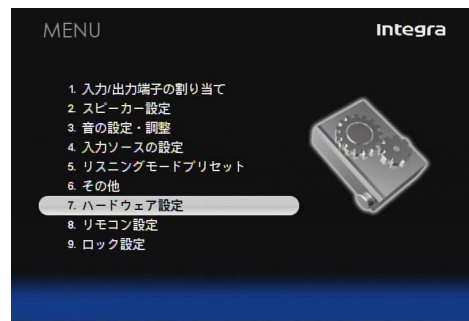 MENU
Integra
1. 入力/出力端子の割り当て
2. スピーカー設定
3. 音の設定・調整
4. 入力ソースの設定
5. リスニングモードプリセット
6. その他
7. ハードウェア設定
8. リモコン設定
9. ロック設定